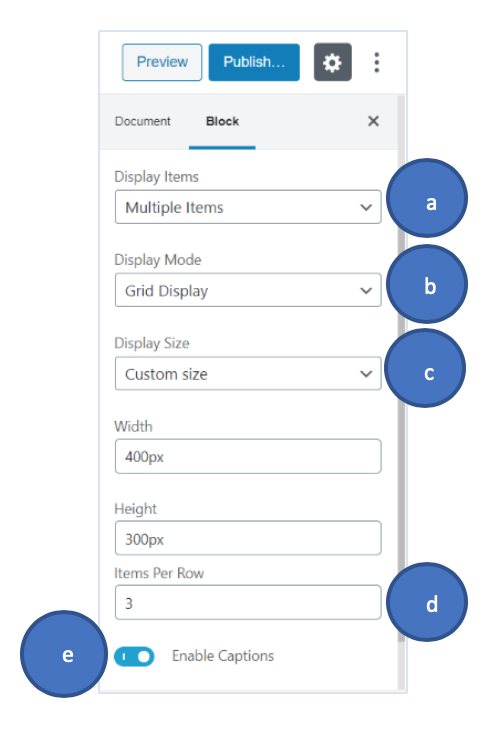 Preview Publish...
Document Block
Display Items
Multiple Items
a
Display Mode
Grid Display
b
Display Size
Custom size
c
Width
400px
Height
300px
Items Per Row
3
d
e
Enable Captions